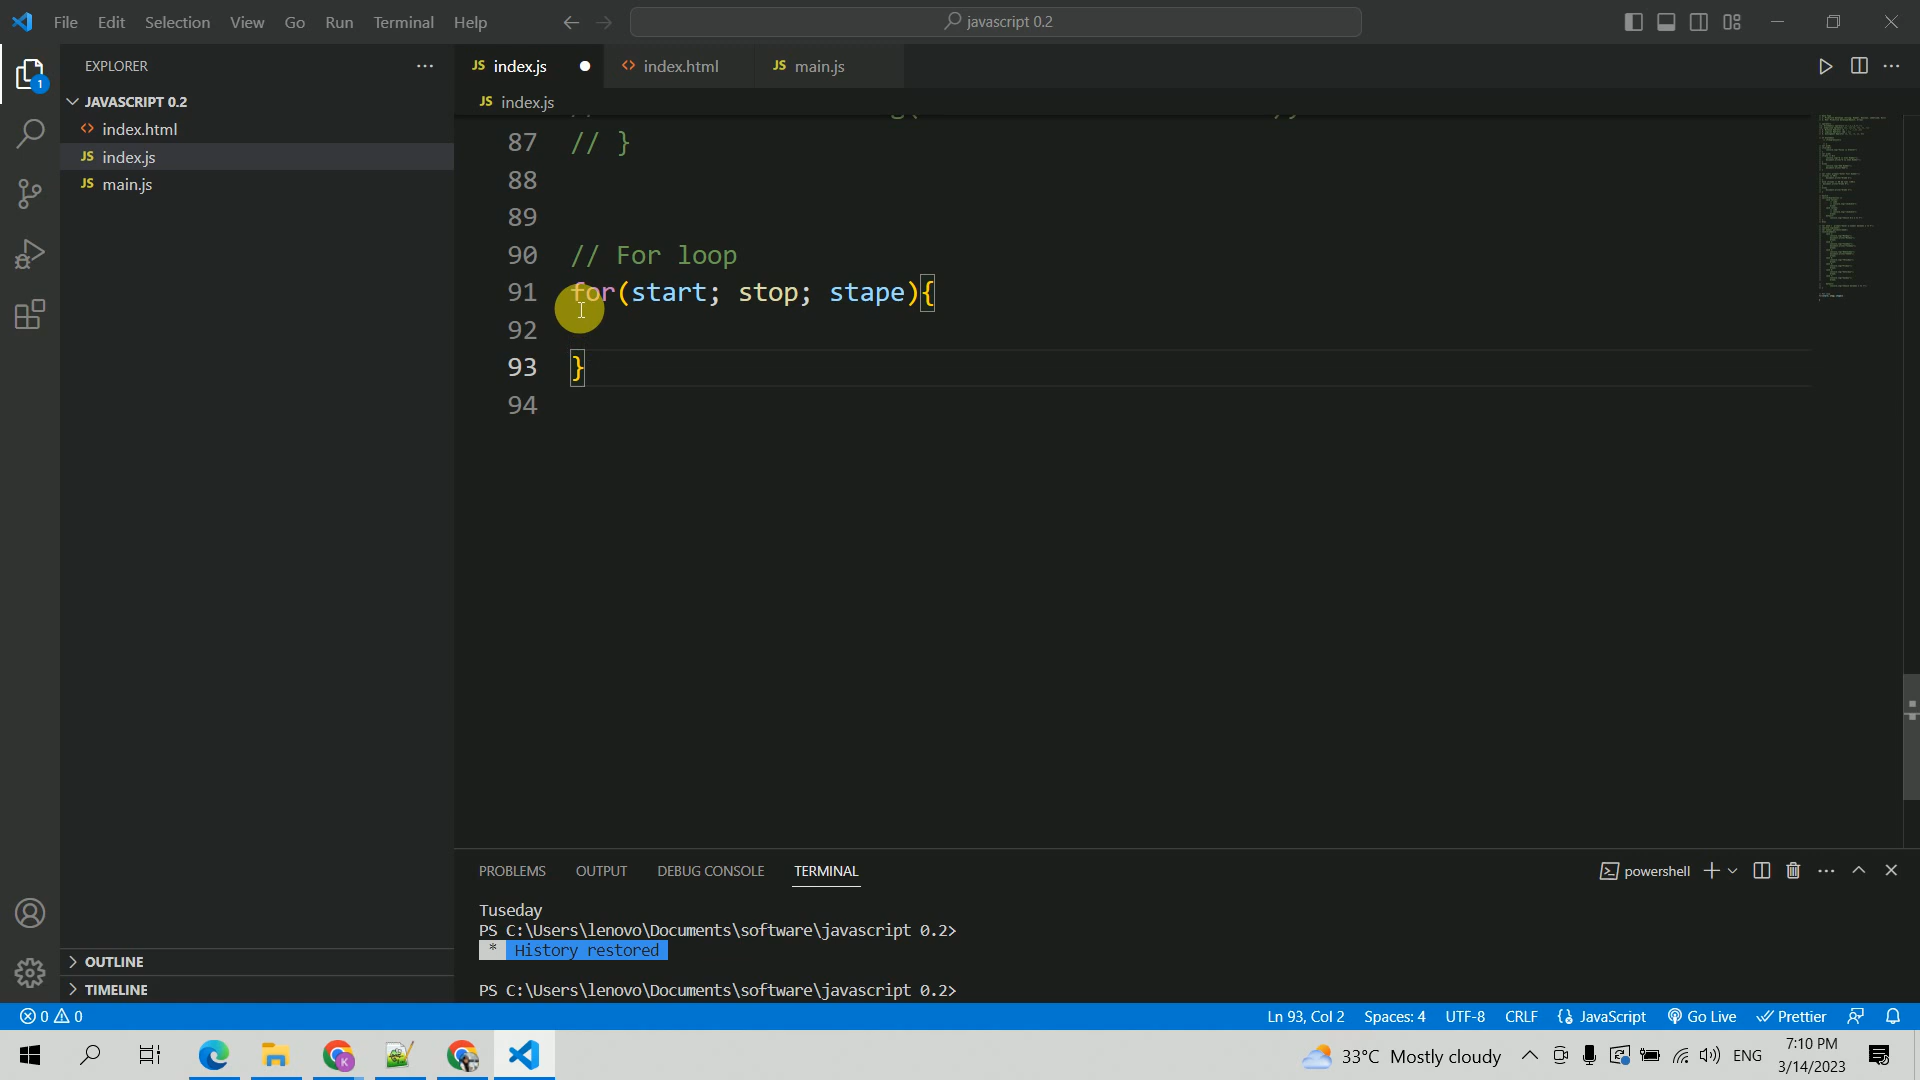 File Edit Selection View Go Run Terminal Help
javascript 0.2
EXPLORER
JAVASCRIPT 0.2
index.html
JS index.js
JS main.js
OUTLINE
TIMELINE
1
JS index.js
index.html
JS main.js
JS index.js
87 // }
88
89
90 // For loop
91 for(start; stop; stape){
92
93 }
94
PROBLEMS OUTPUT DEBUG CONSOLE TERMINAL
powershell
Tuseday
PS C:\Users\lenovo\Documents\software\javascript 0.2>
* History restored
PS C:\Users\lenovo\Documents\software\javascript 0.2>
0 0
Ln 93, Col 2 Spaces: 4 UTF-8 CRLF JavaScript Go Live Prettier
K
33°C Mostly cloudy
ENG
7:10 PM
3/14/2023